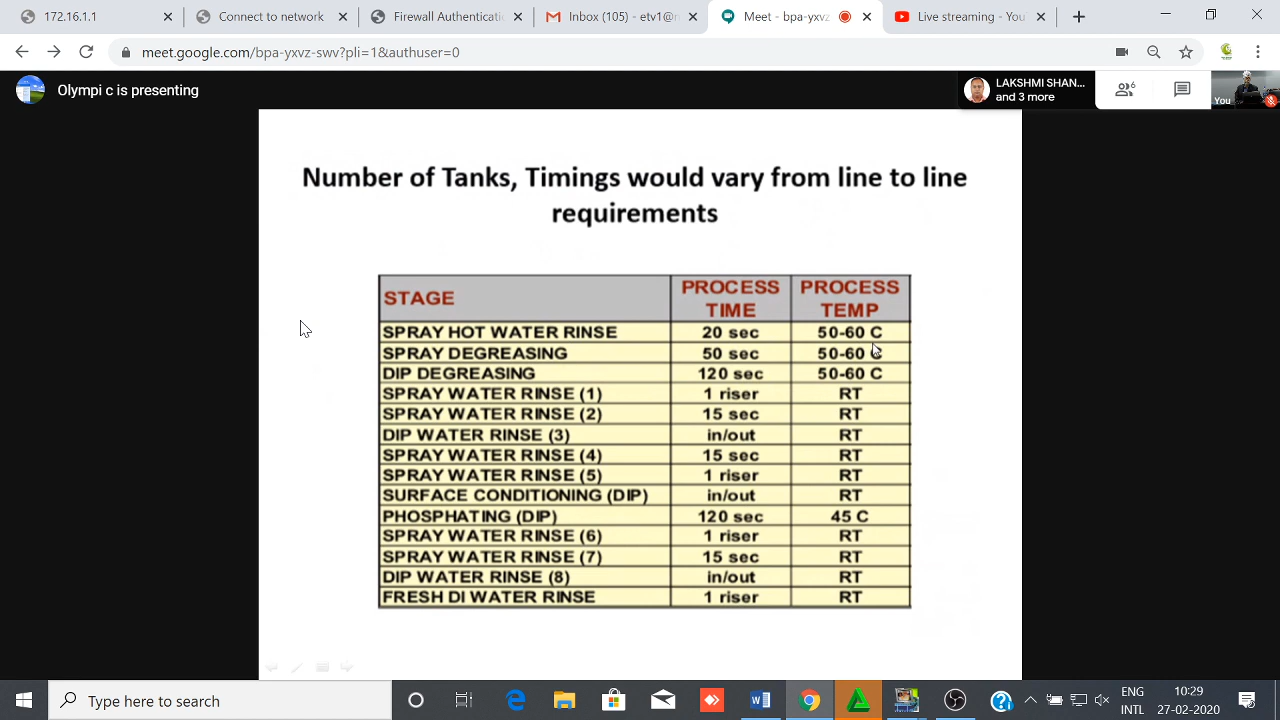 172.16.1
Connect to network
Firewall Authenticati
Inbox (105) - etv1@n
Meet - bpa-yxvz
Live streaming - You
meet.google.com/bpa-yxvz-swv?pli=1&authuser=0
Olympi c is presenting
LAKSHMI SHAN...
and 3 more
6
You
Number of Tanks, Timings would vary from line to line
requirements
STAGE PROCESS TIME PROCESS TEMP
SPRAY HOT WATER RINSE 20 sec 50-60 C
SPRAY DEGREASING 50 sec 50-60 C
DIP DEGREASING 120 sec 50-60 C
SPRAY WATER RINSE (1) 1 riser RT
SPRAY WATER RINSE (2) 15 sec RT
DIP WATER RINSE (3) in/out RT
SPRAY WATER RINSE (4) 15 sec RT
SPRAY WATER RINSE (5) 1 riser RT
SURFACE CONDITIONING (DIP) in/out RT
PHOSPHATING (DIP) 120 sec 45 C
SPRAY WATER RINSE (6) 1 riser RT
SPRAY WATER RINSE (7) 15 sec RT
DIP WATER RINSE (8) in/out RT
FRESH DI WATER RINSE 1 riser RT
Type here to search
ENG 10:29
INTL 27-02-2020